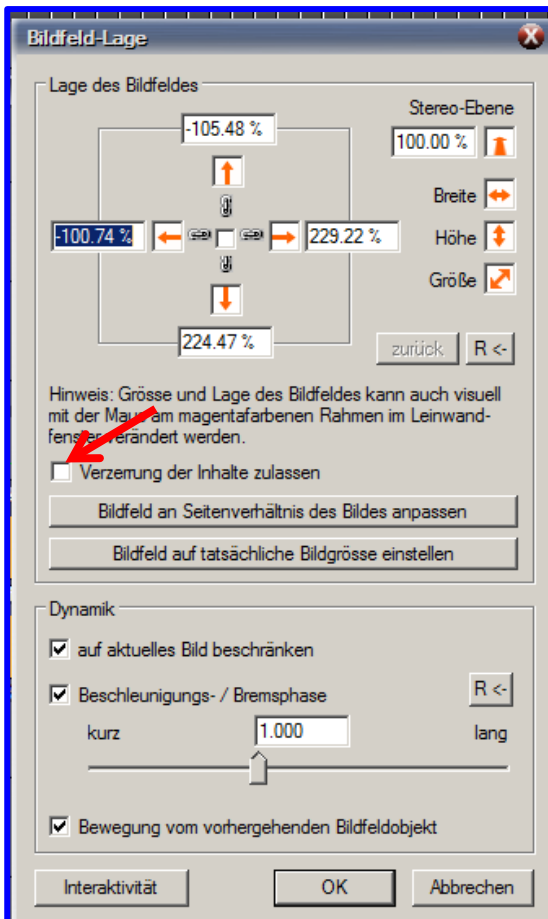 Bildfeld-Lage
Lage des Bildfeldes
Stereo-Ebene
-105.48 %
100.00 %
Breite
-100.74 %
229.22 %
Höhe
Größe
224.47 %
zurück
R <-
Hinweis: Grösse und Lage des Bildfeldes kann auch visuell
mit der Maus am magentafarbenen Rahmen im Leinwand-
fenster verändert werden.
Verzerrung der Inhalte zulassen
Bildfeld an Seitenverhältnis des Bildes anpassen
Bildfeld auf tatsächliche Bildgrösse einstellen
Dynamik
auf aktuelles Bild beschränken
Beschleunigungs- / Bremsphase
R <-
kurz
1.000
lang
Bewegung vom vorhergehenden Bildfeldobjekt
Interaktivität
OK
Abbrechen